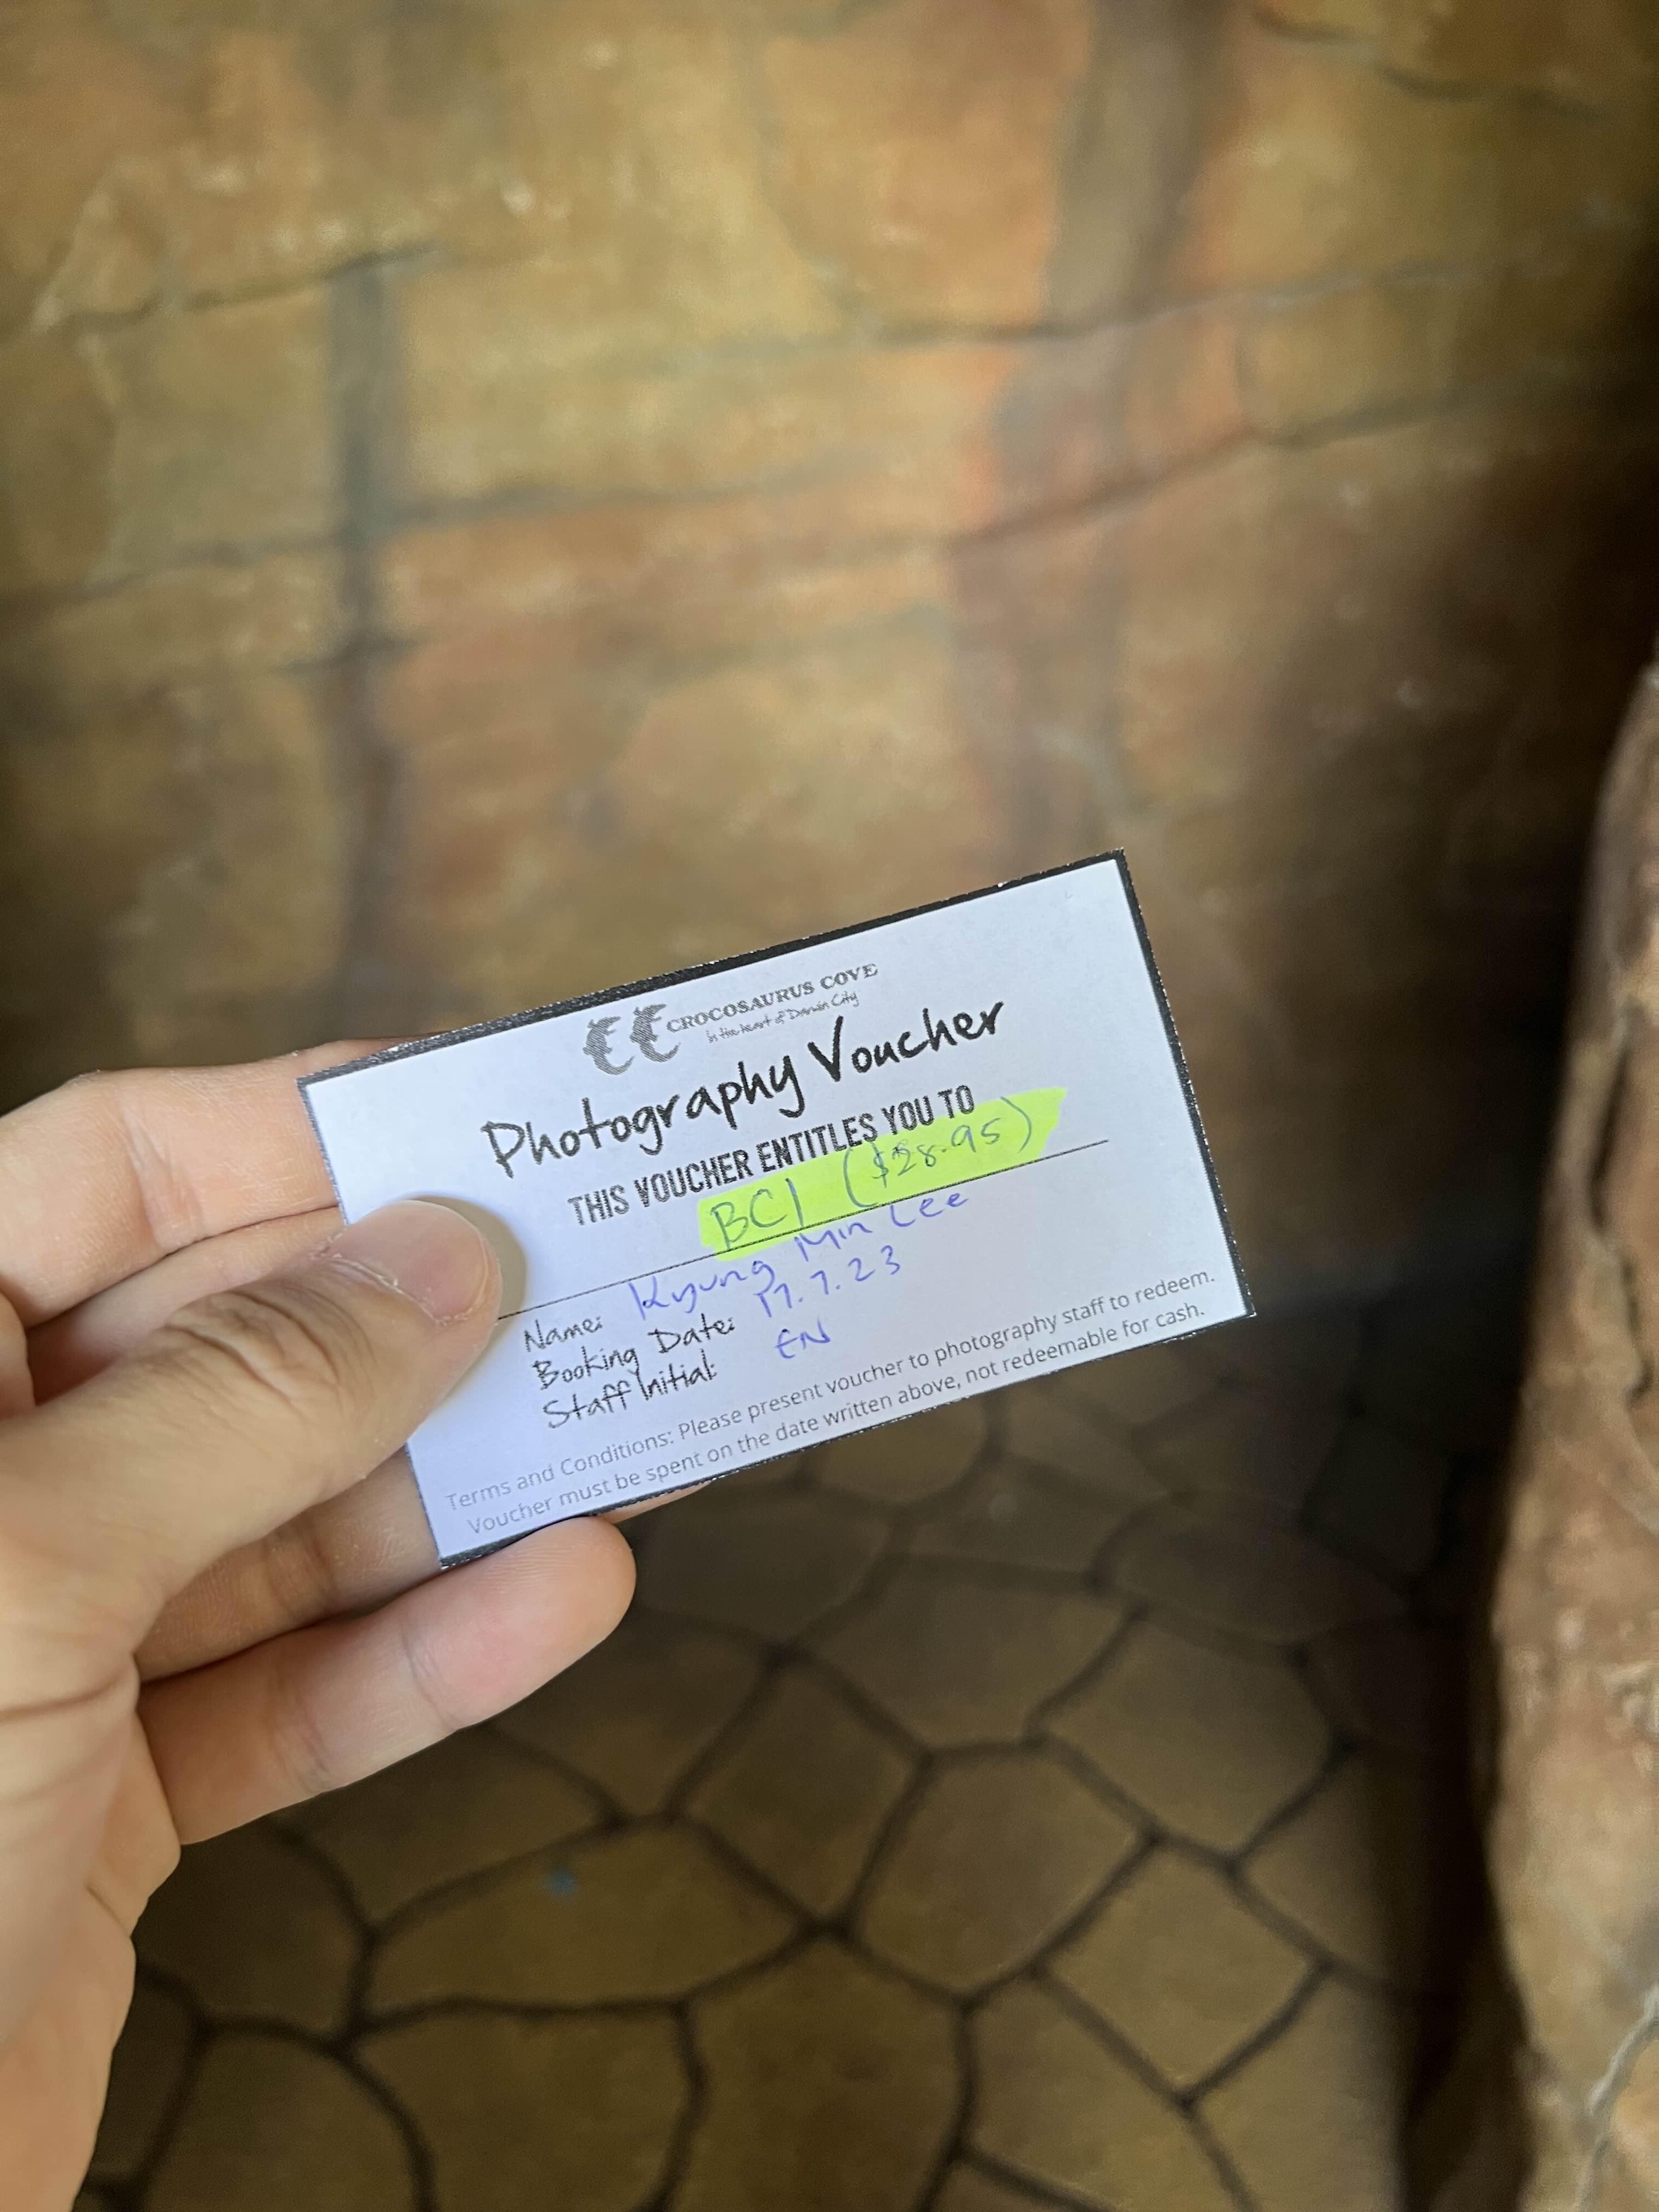 CROCOSAURUS COVE
In the heart of Darwin City
Photography Voucher
THIS VOUCHER ENTITLES YOU TO
BC1 ($28.95)
Name: Kyung Min Lee
Booking Date: 17.7.23
Staff Initial: EN
Terms and Conditions: Please present voucher to photography staff to redeem.
Voucher must be spent on the date written above, not redeemable for cash.